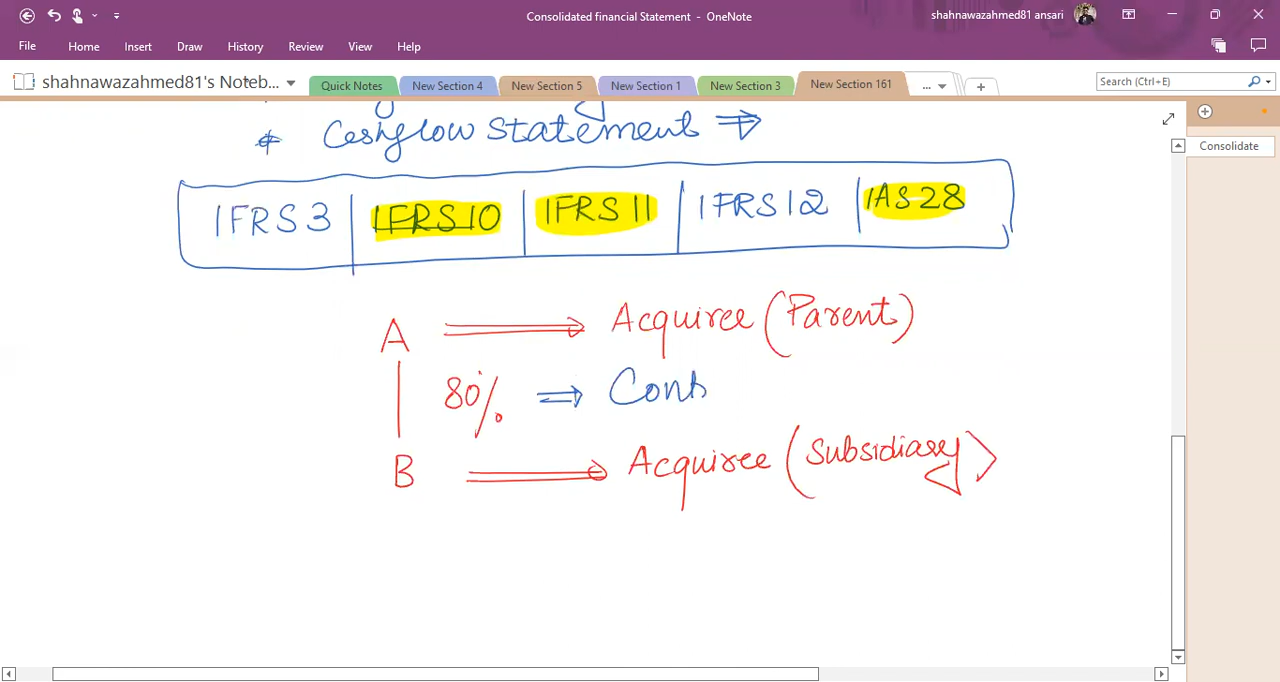 Consolidated financial Statement - OneNote
shahnawazahmed81 ansari
File Home Insert Draw History Review View Help
shahnawazahmed81's Noteb...
Quick Notes New Section 4 New Section 5 New Section 1 New Section 3 New Section 161 ...
Search (Ctrl+E)
Consolidate
* Cashflow Statement ⇒
IFRS 3 IFRS 10 IFRS 11 IFRS 12 IAS 28
A ⇒ Acquiree (Parent)
80% ⇒ Cont
B ⇒ Acquiree (Subsidiary)